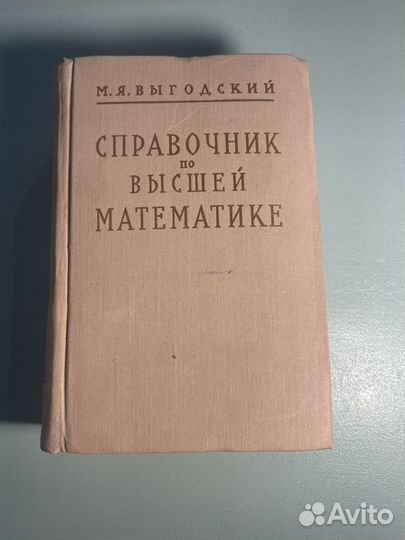 М.Я.ВЫГОДСКИЙ
СПРАВОЧНИК
ПО
ВЫСШЕЙ
МАТЕМАТИКЕ
Avito